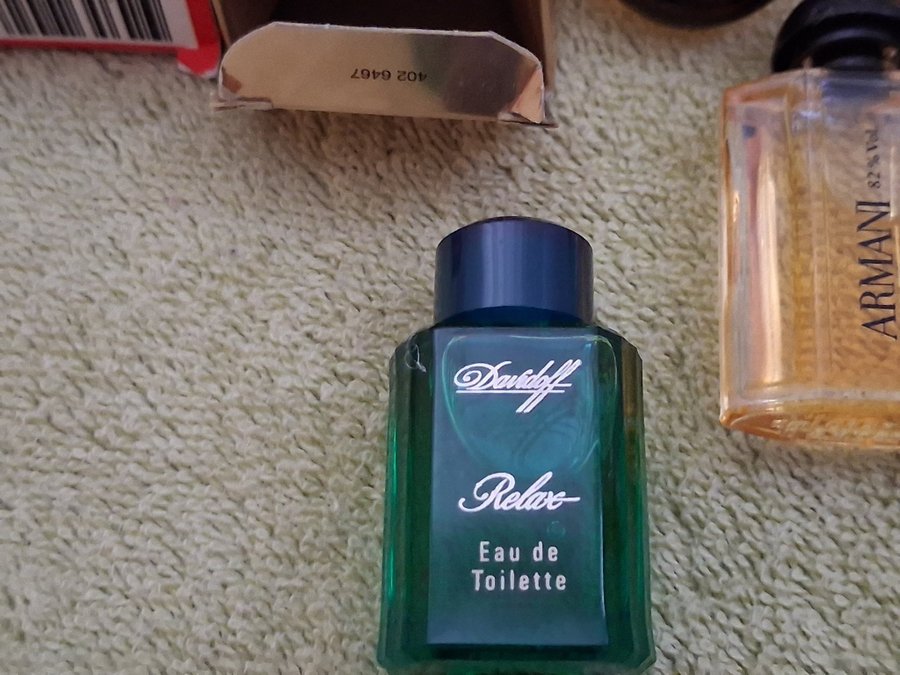 402 6467
ARMANI 82 % Vol.
Davidoff
Relax
Eau de
Toilette